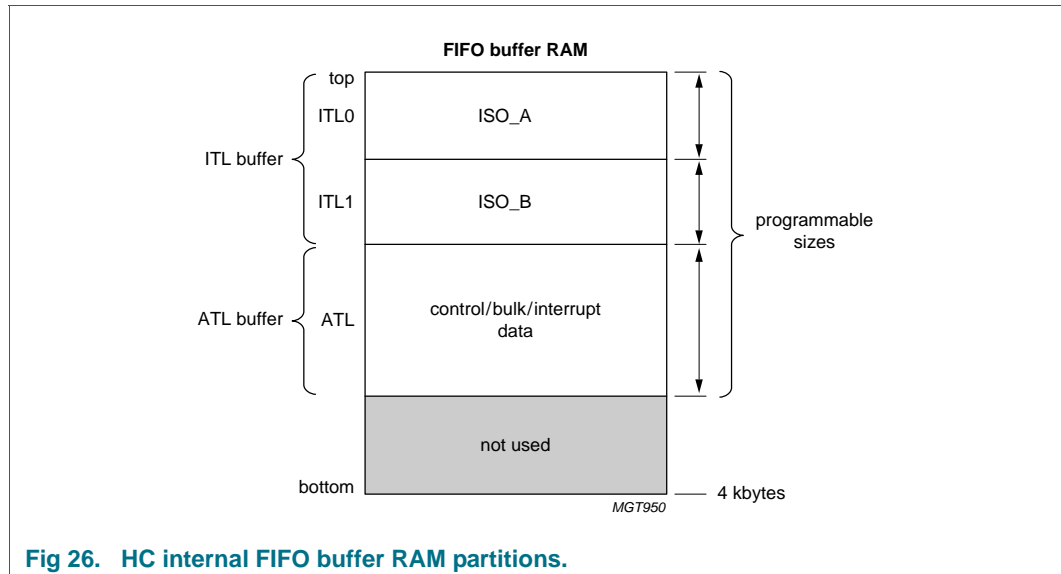 FIFO buffer RAM
top
ITL buffer
ITL0
ISO_A
ITL1
ISO_B
programmable
sizes
ATL buffer
ATL
control/bulk/interrupt
data
not used
bottom
4 kbytes
MGT950
Fig 26. HC internal FIFO buffer RAM partitions.